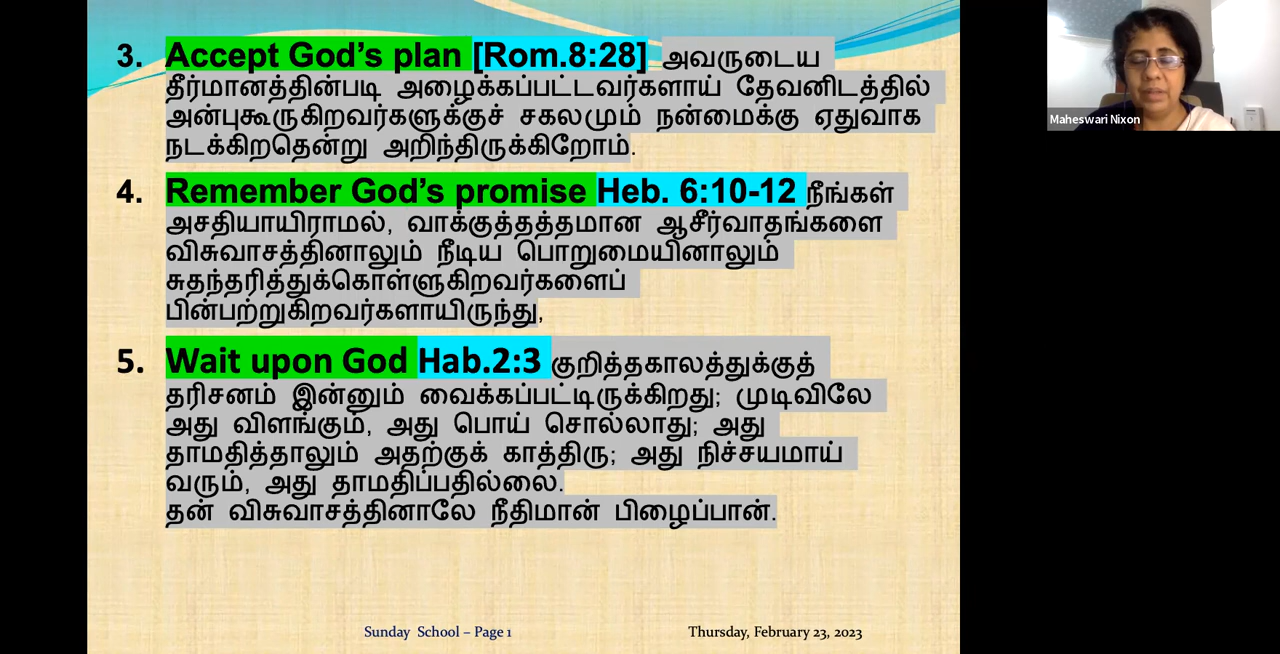 3. Accept God’s plan [Rom.8:28] அவருடைய
தீர்மானத்தின்படி அழைக்கப்பட்டவர்களாய் தேவனிடத்தில்
அன்புகூருகிறவர்களுக்குச் சகலமும் நன்மைக்கு ஏதுவாக
நடக்கிறதென்று அறிந்திருக்கிறோம்.
4. Remember God’s promise Heb. 6:10-12 நீங்கள்
அசதியாயிராமல், வாக்குத்தத்தமான ஆசீர்வாதங்களை
விசுவாசத்தினாலும் நீடிய பொறுமையினாலும்
சுதந்தரித்துக்கொள்ளுகிறவர்களைப்
பின்பற்றுகிறவர்களாயிருந்து,
5. Wait upon God Hab.2:3 குறித்தகாலத்துக்குத்
தரிசனம் இன்னும் வைக்கப்பட்டிருக்கிறது; முடிவிலே
அது விளங்கும், அது பொய் சொல்லாது; அது
தாமதித்தாலும் அதற்குக் காத்திரு; அது நிச்சயமாய்
வரும், அது தாமதிப்பதில்லை.
தன் விசுவாசத்தினாலே நீதிமான் பிழைப்பான்.
Sunday School – Page 1
Thursday, February 23, 2023
Maheswari Nixon